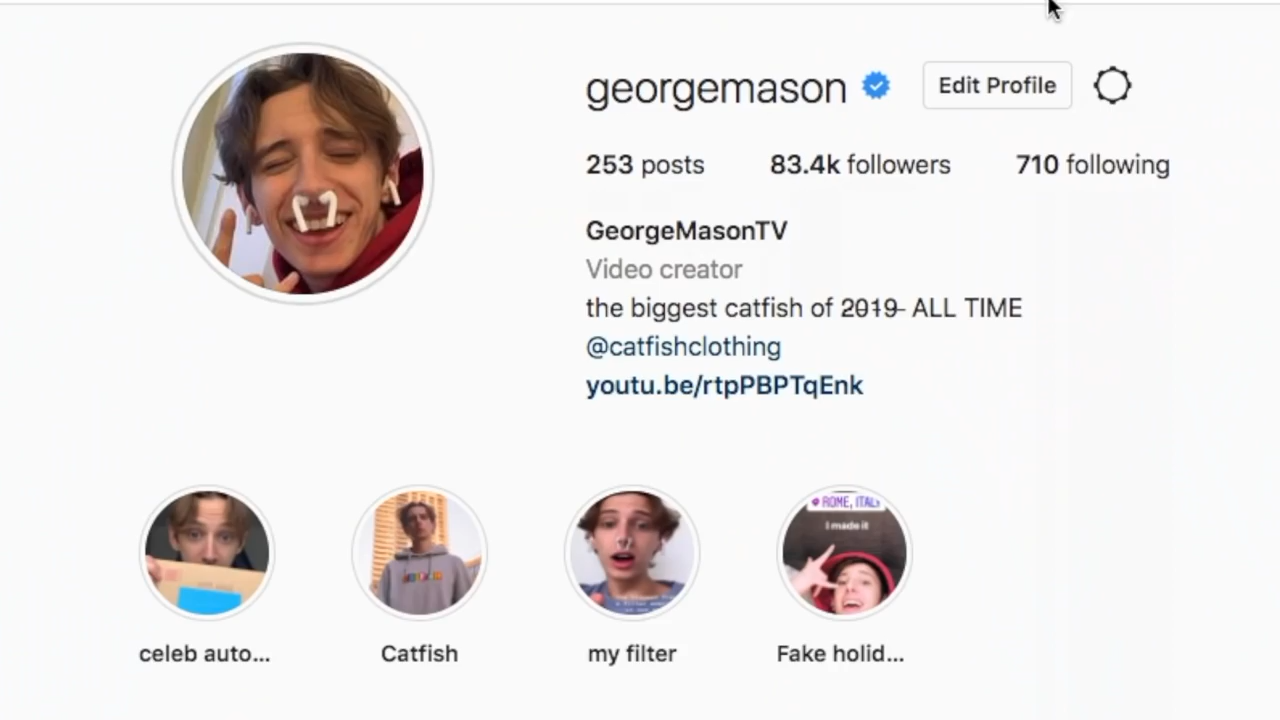 georgemason Edit Profile
253 posts 83.4k followers 710 following
GeorgeMasonTV
Video creator
the biggest catfish of 2019 ALL TIME
@catfishclothing
youtu.be/rtpPBPTqEnk
ROME, ITALY
I made it
celeb auto... Catfish my filter Fake holid...